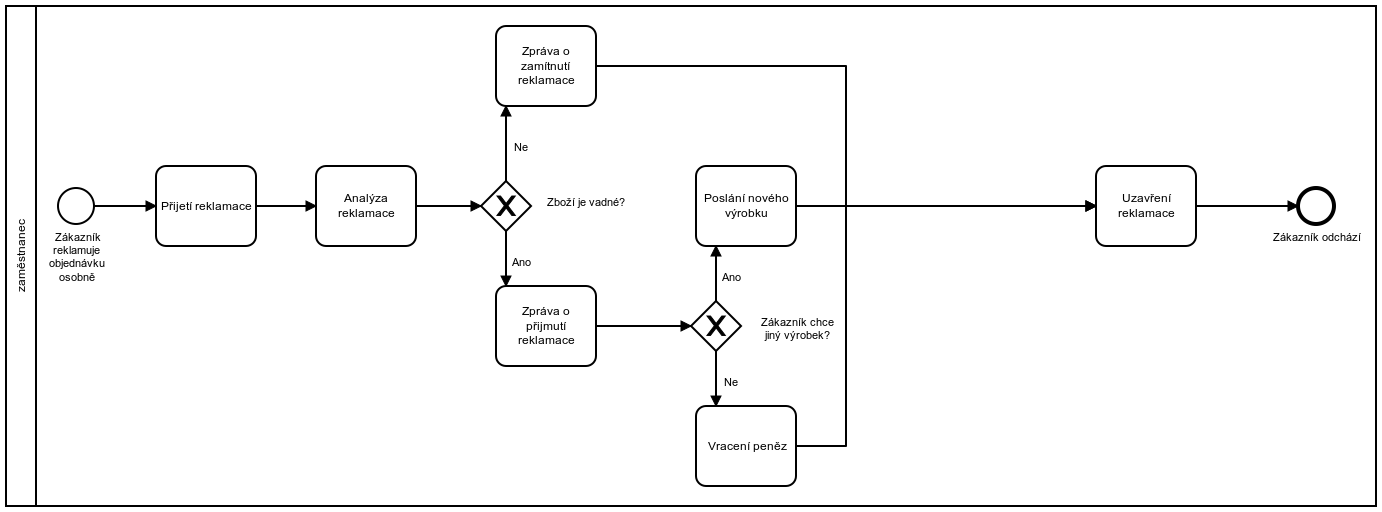 zaměstnanec
Zákazník
reklamuje
objednávku
osobně
Přijetí reklamace
Analýza
reklamace
Zboží je vadné?
Ne
Zpráva o
zamítnutí
reklamace
Ano
Zpráva o
přijmutí
reklamace
Zákazník chce
jiný výrobek?
Ano
Poslání nového
výrobku
Ne
Vracení peněz
Uzavření
reklamace
Zákazník odchází